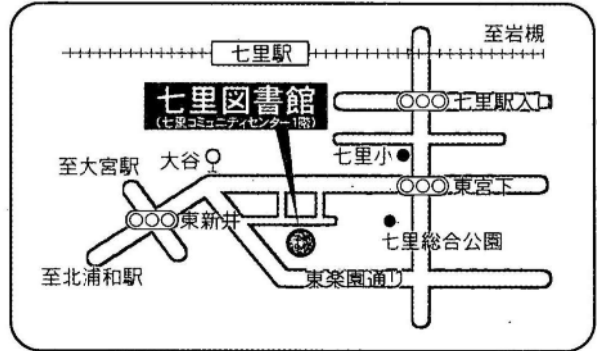 至岩槻
七里駅
七里図書館
(七里コミュニティセンター1階)
七里駅入口
大谷
七里小
至大宮駅
東宮下
東新井
七里総合公園
至北浦和駅
東楽園通り